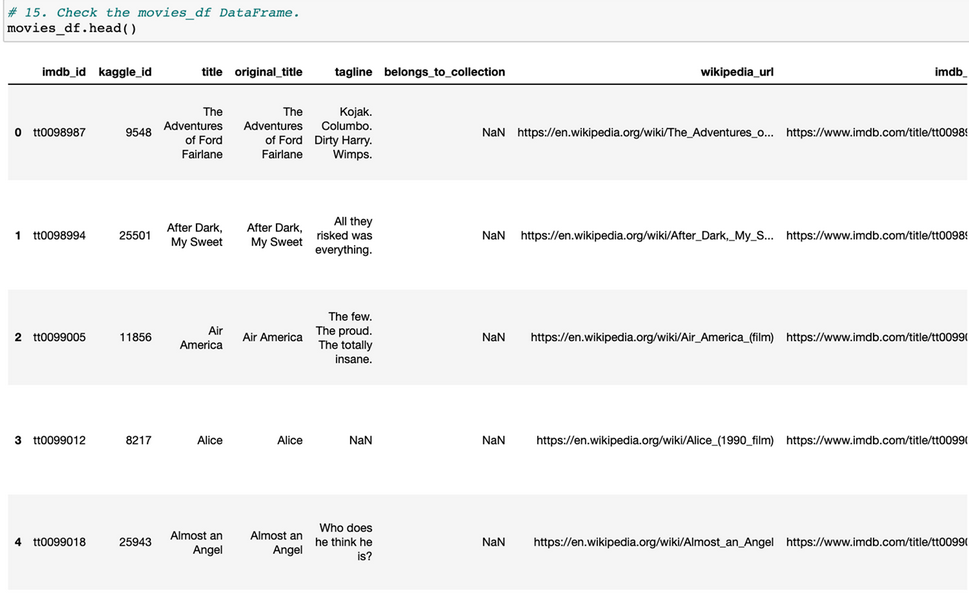 # 15. Check the movies_df DataFrame.
movies_df.head()
imdb_id kaggle_id title original_title tagline belongs_to_collection wikipedia_url imdb_
0 tt0098987 9548 The Adventures of Ford Fairlane The Adventures of Ford Fairlane Kojak. Columbo. Dirty Harry. Wimps. NaN https://en.wikipedia.org/wiki/The_Adventures_o... https://www.imdb.com/title/tt0098
1 tt0098994 25501 After Dark, My Sweet After Dark, My Sweet All they risked was everything. NaN https://en.wikipedia.org/wiki/After_Dark,_My_S... https://www.imdb.com/title/tt0098
2 tt0099005 11856 Air America Air America The few. The proud. The totally insane. NaN https://en.wikipedia.org/wiki/Air_America_(film) https://www.imdb.com/title/tt0099
3 tt0099012 8217 Alice Alice NaN NaN https://en.wikipedia.org/wiki/Alice_(1990_film) https://www.imdb.com/title/tt0099
4 tt0099018 25943 Almost an Angel Almost an Angel Who does he think he is? NaN https://en.wikipedia.org/wiki/Almost_an_Angel https://www.imdb.com/title/tt0099